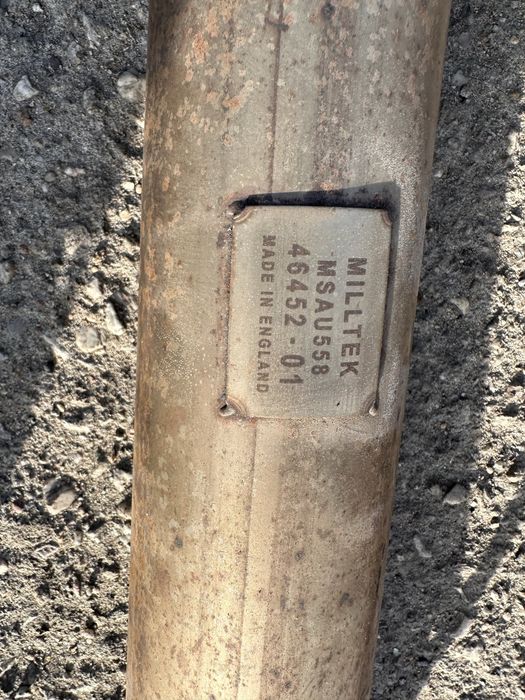 MILLTEK
MSAU558
46452-01
MADE IN ENGLAND